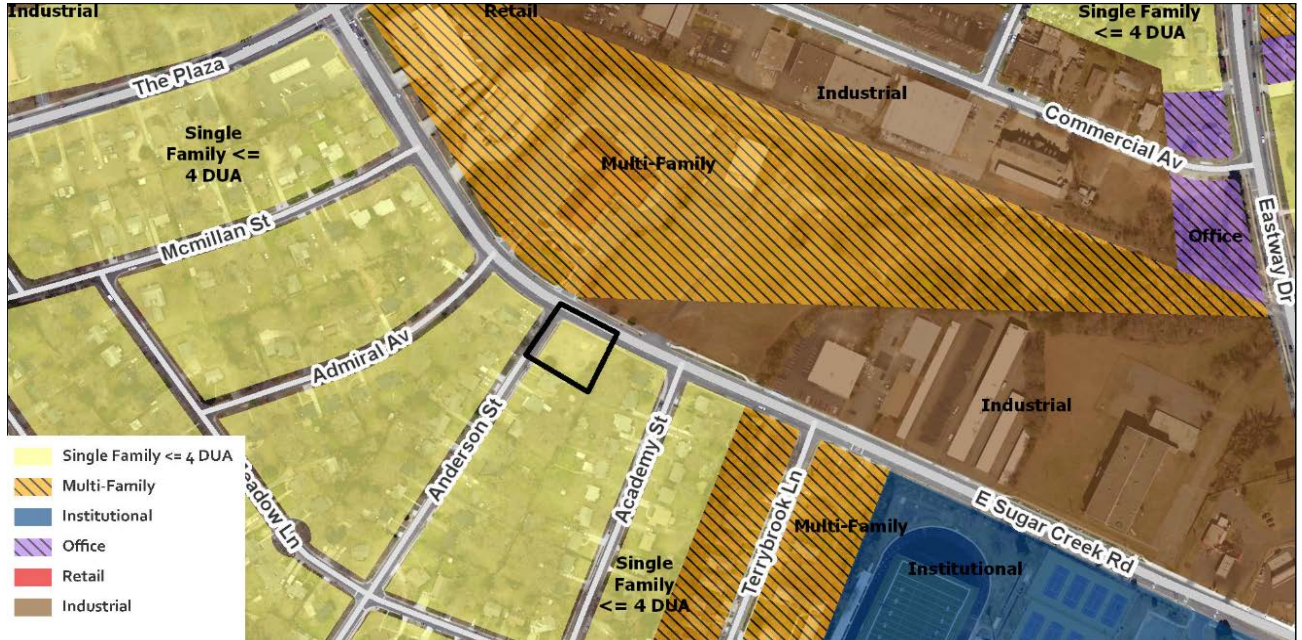 Industrial
Retail
Single Family
<= 4 DUA
The Plaza
Industrial
Commercial Av
Single
Family <=
4 DUA
Multi-Family
Mcmillan St
Office
Eastway Dr
Admiral Av
Industrial
Anderson St
Academy St
Terrybrook Ln
Multi-Family
E Sugar Creek Rd
Institutional
Single
Family
<= 4 DUA
eadow Ln
Single Family <= 4 DUA
Multi-Family
Institutional
Office
Retail
Industrial